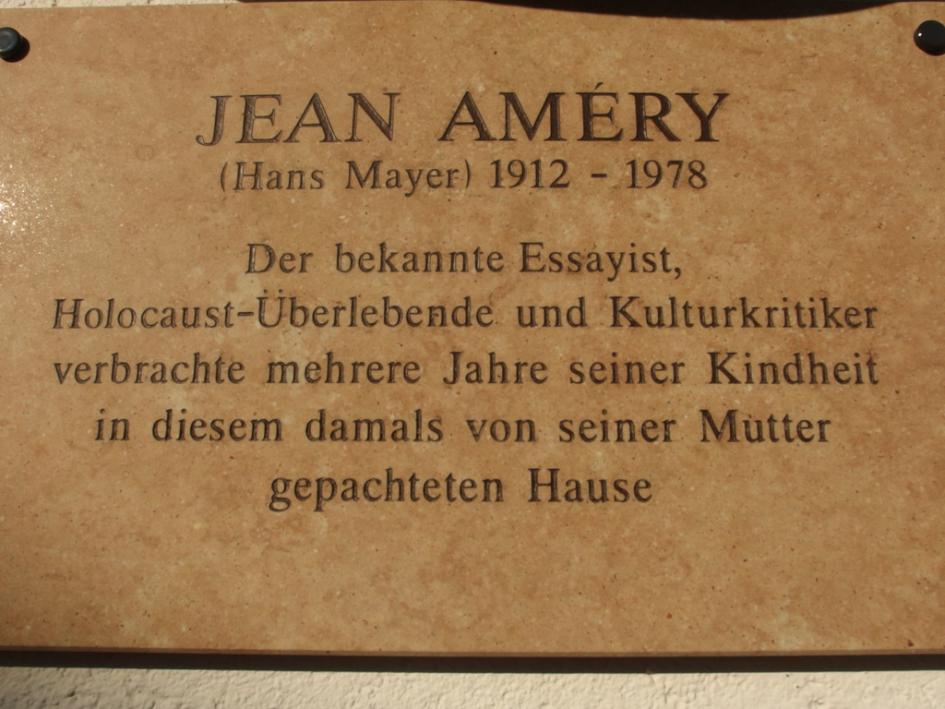 JEAN AMÉRY
(Hans Mayer) 1912 - 1978
Der bekannte Essayist,
Holocaust-Überlebende und Kulturkritiker
verbrachte mehrere Jahre seiner Kindheit
in diesem damals von seiner Mutter
gepachteten Hause